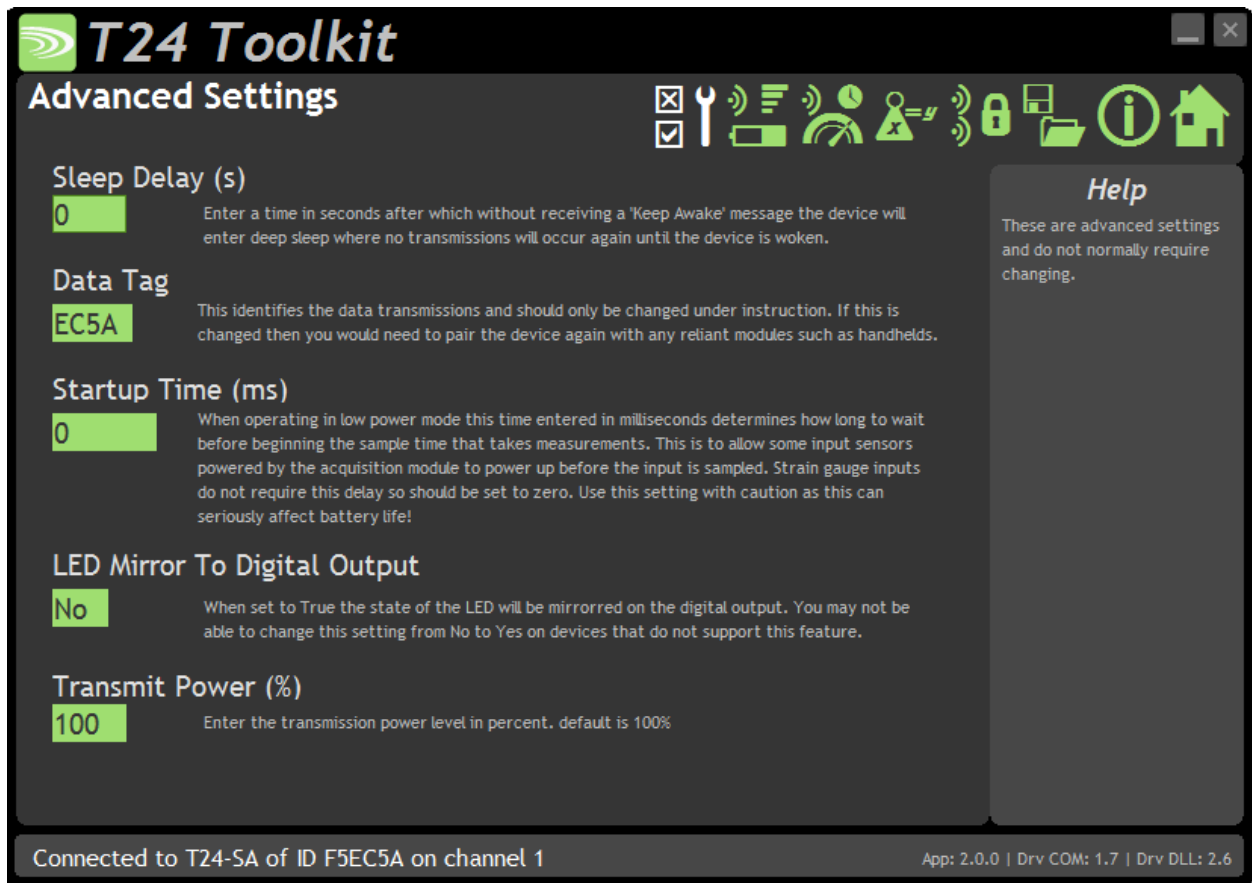 T24 Toolkit
Advanced Settings
x=y
Sleep Delay (s)
0
Enter a time in seconds after which without receiving a 'Keep Awake' message the device will
enter deep sleep where no transmissions will occur again until the device is woken.
Data Tag
EC5A
This identifies the data transmissions and should only be changed under instruction. If this is
changed then you would need to pair the device again with any reliant modules such as handhelds.
Startup Time (ms)
0
When operating in low power mode this time entered in milliseconds determines how long to wait
before beginning the sample time that takes measurements. This is to allow some input sensors
powered by the acquisition module to power up before the input is sampled. Strain gauge inputs
do not require this delay so should be set to zero. Use this setting with caution as this can
seriously affect battery life!
LED Mirror To Digital Output
No
When set to True the state of the LED will be mirrorred on the digital output. You may not be
able to change this setting from No to Yes on devices that do not support this feature.
Transmit Power (%)
100
Enter the transmission power level in percent. default is 100%
Help
These are advanced settings
and do not normally require
changing.
Connected to T24-SA of ID F5EC5A on channel 1
App: 2.0.0 | Drv COM: 1.7 | Drv DLL: 2.6